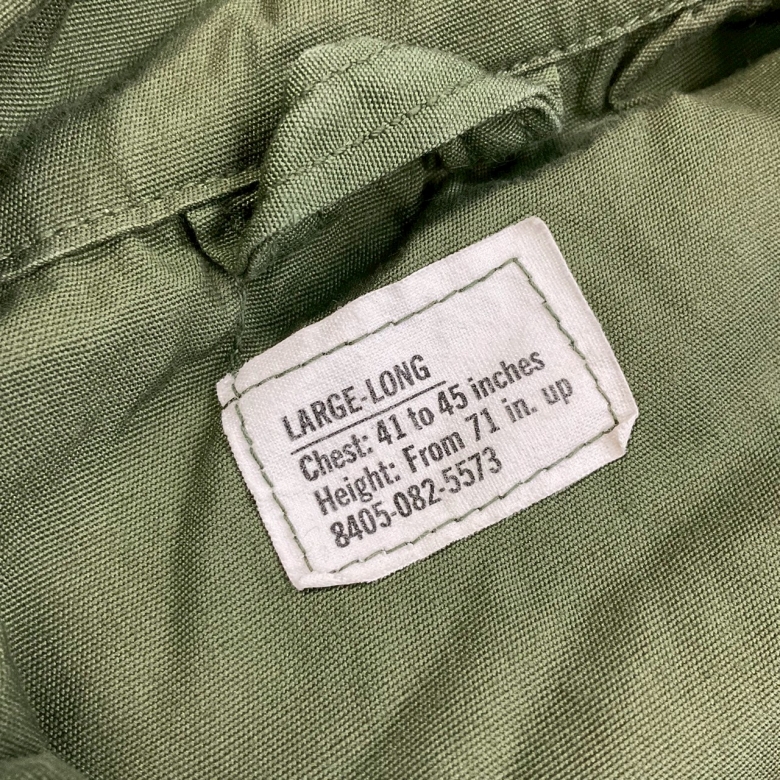 LARGE-LONG
Chest: 41 to 45 inches
Height: From 71 in. up
8405-082-5573